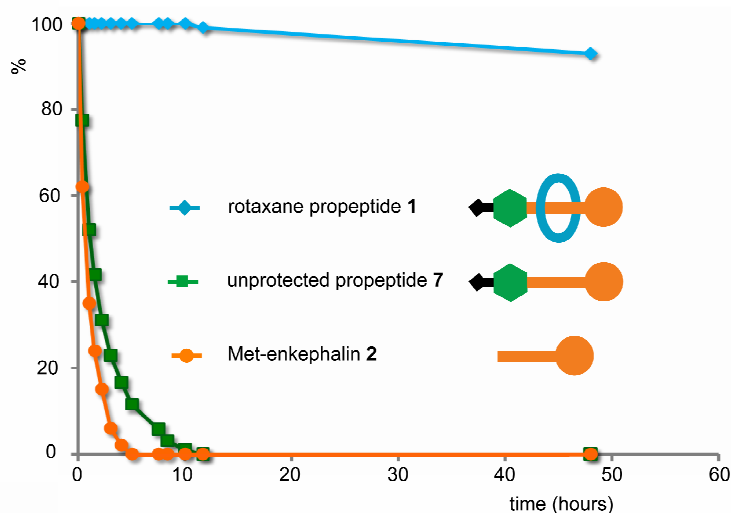 100
%
80
60
rotaxane propeptide 1
40
unprotected propeptide 7
Met-enkephalin 2
20
0
0 10 20 30 40 50 60
time (hours)